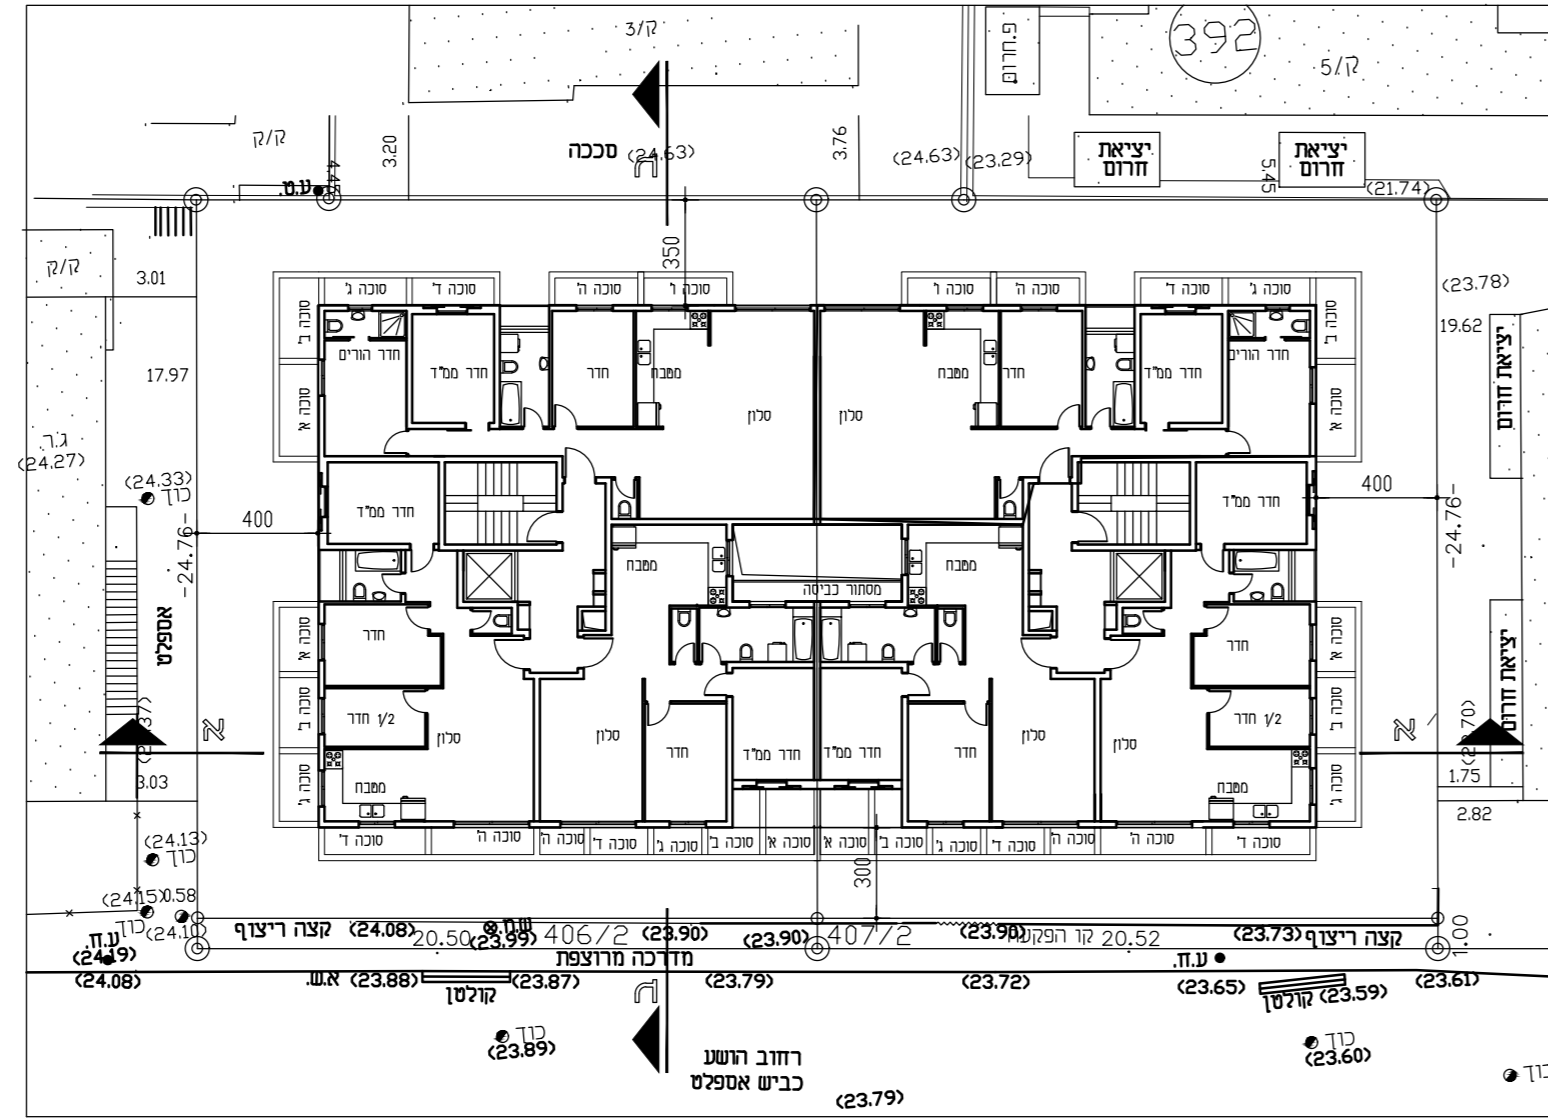 ק/3
392
ק/5
פ.חרום
ק/ק
3.20
סככה
(24.63)
3.76
(24.63)
(23.29)
יציאת
חרום
5.45
יציאת
חרום
(21.74)
ע.ט.
ק/ק
3.01
350
(23.78)
19.62
סוכה ג'
סוכה ד'
סוכה ה'
סוכה ו'
סוכה ו'
סוכה ה'
סוכה ד'
סוכה ג'
סוכה ב'
סוכה ב'
יציאת חרום
חדר הורים
חדר ממ"ד
חדר
מטבח
סלון
סלון
מטבח
חדר
חדר ממ"ד
חדר הורים
17.97
סוכה א'
סוכה א'
ג.ר.
(24.27)
(24.33)
כוך
400
-24.76-
חדר ממ"ד
חדר ממ"ד
400
-24.76-
מטבח
מסתור כביסה
מטבח
אספלט
סוכה א'
חדר
חדר
סוכה א'
יציאת חרום
סוכה ב'
1/2 חדר
סלון
סלון
סלון
סלון
1/2 חדר
סוכה ב'
א
חדר
חדר ממ"ד
חדר ממ"ד
חדר
א
3.03
סוכה ג'
מטבח
מטבח
סוכה ג'
1.75
2.82
(24.13)
כוך
סוכה ד'
סוכה ה'
סוכה ה'
סוכה ד'
סוכה ג'
סוכה ב'
סוכה א'
סוכה א'
סוכה ב'
סוכה ג'
סוכה ד'
סוכה ה'
סוכה ה'
סוכה ד'
300
(24.15)
0.58
כוך
(24.10)
ע.ח.
(24.19)
(24.08)
קצה ריצוף
(24.08)
20.50
ש.מ.
(23.99)
406/2
(23.90)
(23.90)
407/2
(23.90)
קו הפקעה
20.52
(23.73)
קצה ריצוף
1.00
מדרכה מרוצפת
ע.ח.
א.ש.
(23.88)
קולטן
(23.87)
(23.79)
(23.72)
(23.65)
קולטן
(23.59)
(23.61)
כוך
(23.89)
רחוב הושע
כביש אספלט
(23.79)
כוך
(23.60)
כוך